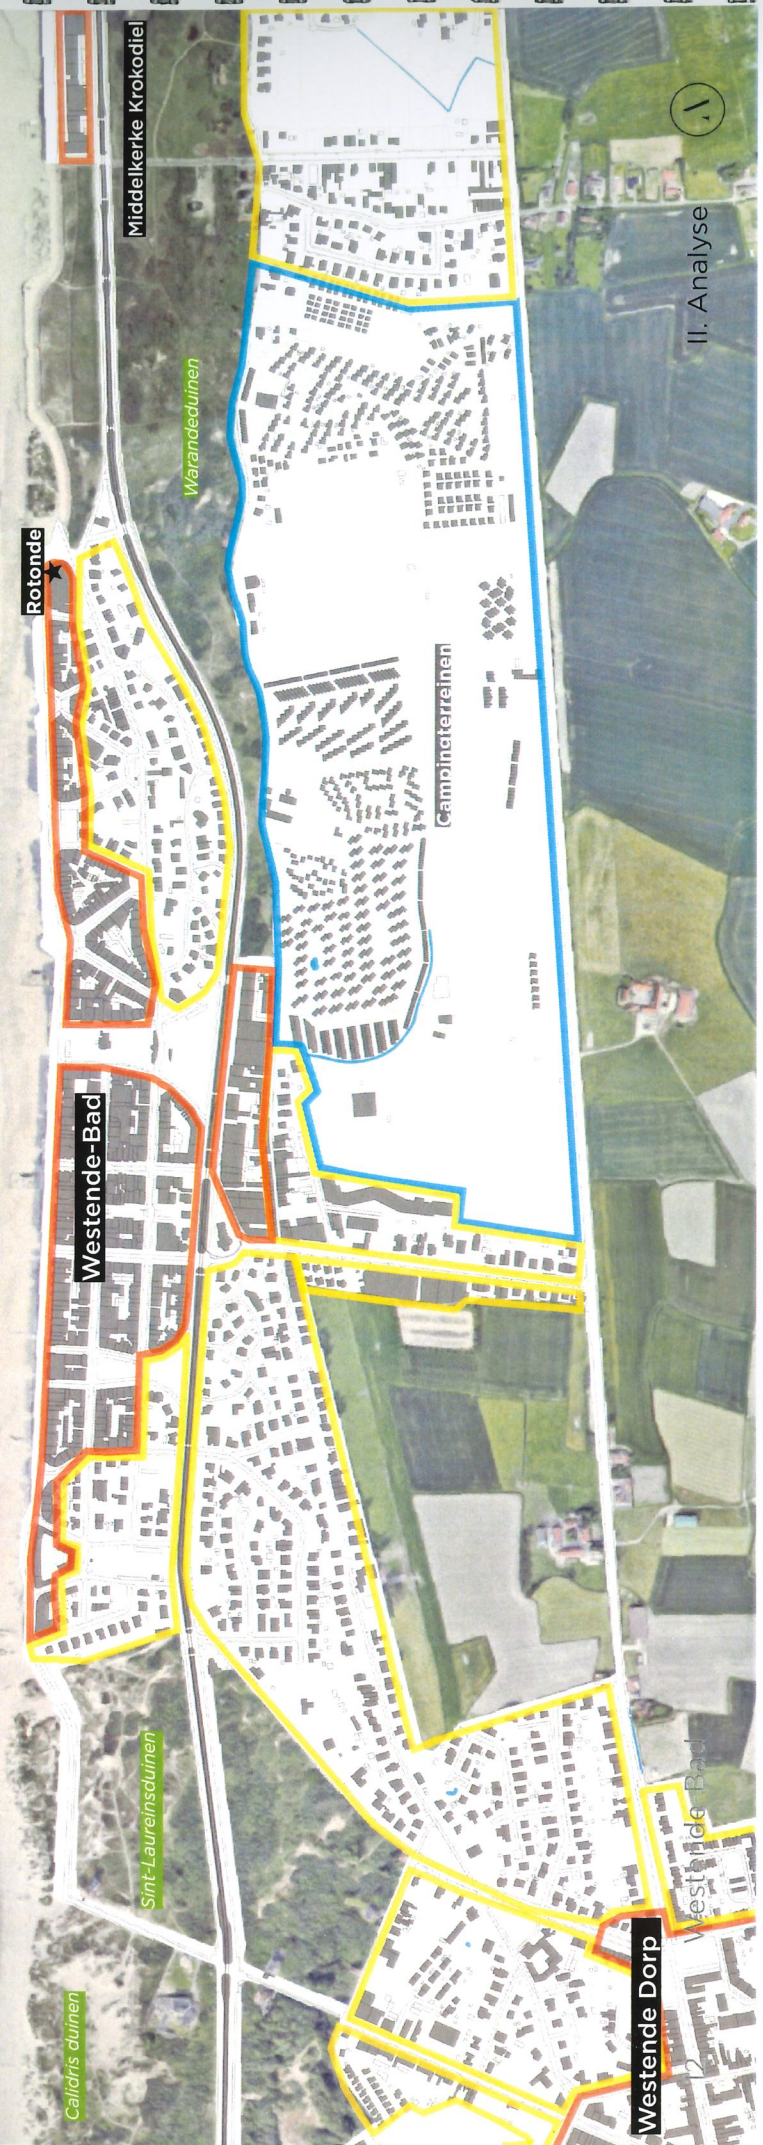 Calidris duinen
Sint-Laureinsduinen
Westende-Bad
Rotonde
Warandeduinen
Middelkerke Krokodiel
Campingterreinen
Westende Dorp
12
Westende Bad
II. Analyse
A